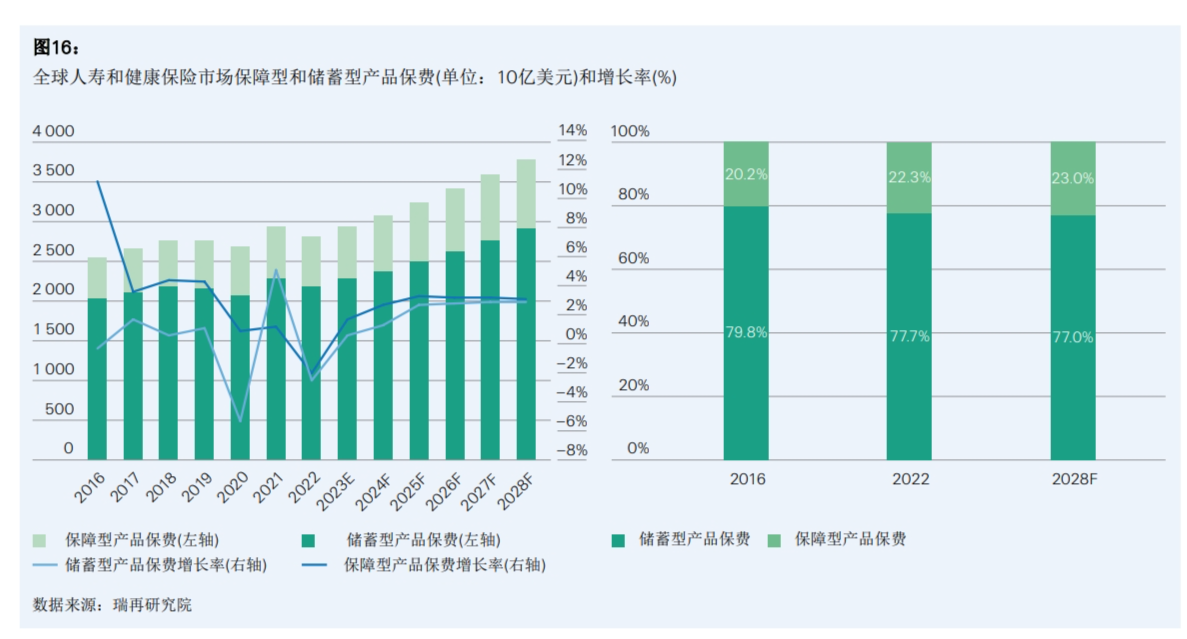 图16：
全球人寿和健康保险市场保障型和储蓄型产品保费(单位：10亿美元)和增长率(%)
4 000
3 500
3 000
2 500
2 000
1 500
1 000
500
0
14%
12%
10%
8%
6%
4%
2%
0%
−2%
−4%
−6%
−8%
2016
2017
2018
2019
2020
2021
2022
2023E
2024F
2025F
2026F
2027F
2028F
保障型产品保费(左轴)
储蓄型产品保费(左轴)
储蓄型产品保费增长率(右轴)
保障型产品保费增长率(右轴)
100%
80%
60%
40%
20%
0%
20.2%
22.3%
23.0%
79.8%
77.7%
77.0%
2016
2022
2028F
储蓄型产品保费
保障型产品保费
数据来源：瑞再研究院